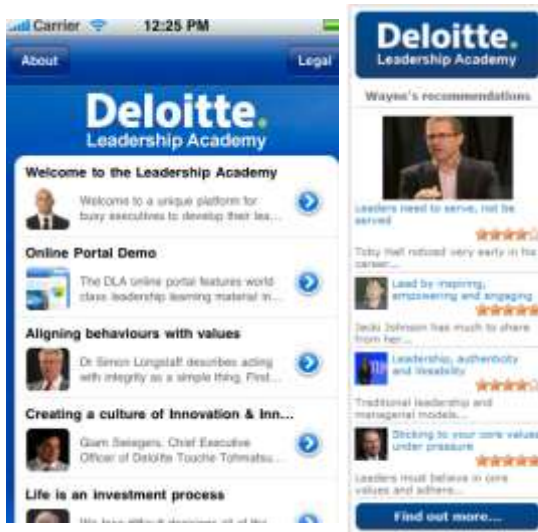 Carrier 12:25 PM
About Legal
Deloitte.
Leadership Academy
Welcome to the Leadership Academy
Welcome to a unique platform for
busy executives to develop their lea...
Online Portal Demo
The DLA online portal features world
class leadership learning material in...
Aligning behaviours with values
Dr Simon Longstaff describes acting
with integrity as a simple thing. First...
Creating a culture of Innovation & Inn...
Giam Swiegers, Chief Executive
Officer of Deloitte Touche Tohmatsu...
Life is an investment process
We face difficult decisions all of the
Deloitte.
Leadership Academy
Wayne's recommendations
Leaders need to serve, not be
served
Toby Hall noticed very early in his
career...
Lead by inspiring,
empowering and engaging
Jacki Johnson has much to share
from her...
Leadership, authenticity
and likeability
Traditional leadership and
managerial models...
Sticking to your core values
under pressure
Leaders must believe in core
values and adhere...
Find out more...